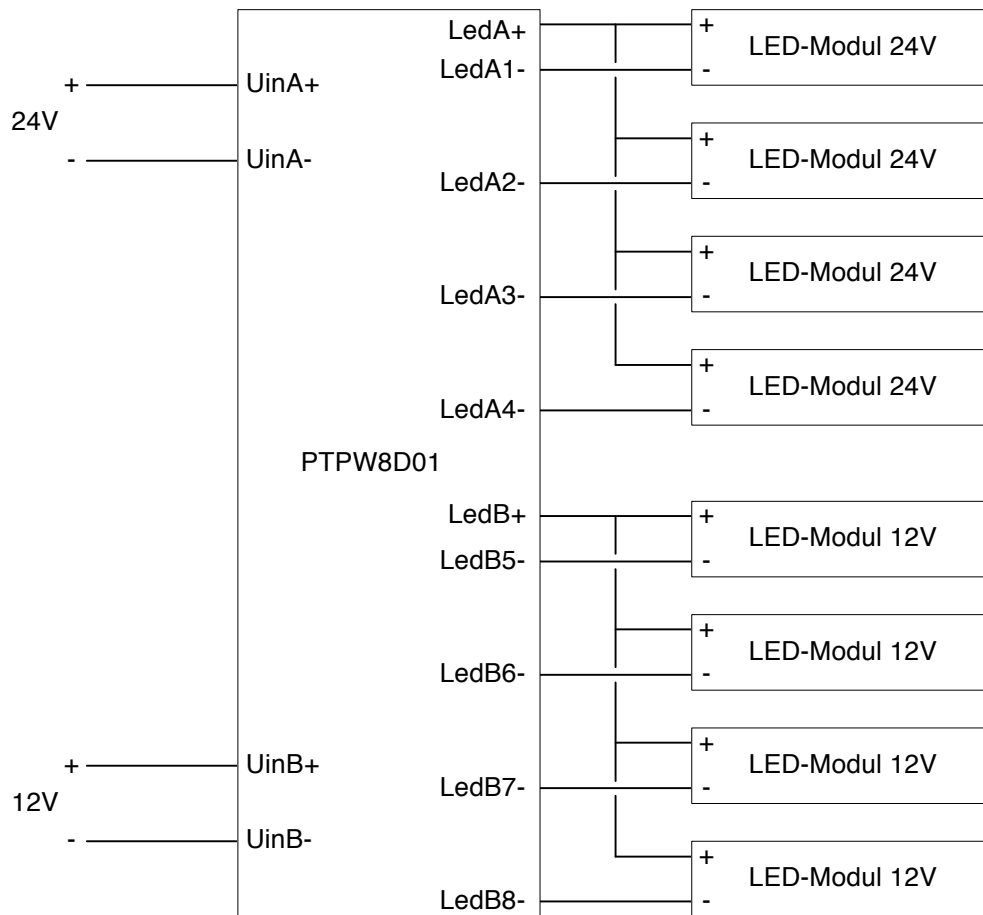 LedA+
+
LED-Modul 24V
LedA1-
-
+
UinA+
24V
-
UinA-
+
LED-Modul 24V
LedA2-
-
+
LED-Modul 24V
LedA3-
-
+
LED-Modul 24V
LedA4-
-
PTPW8D01
LedB+
+
LED-Modul 12V
LedB5-
-
+
LED-Modul 12V
LedB6-
-
+
LED-Modul 12V
LedB7-
-
+
UinB+
12V
-
UinB-
+
LED-Modul 12V
LedB8-
-